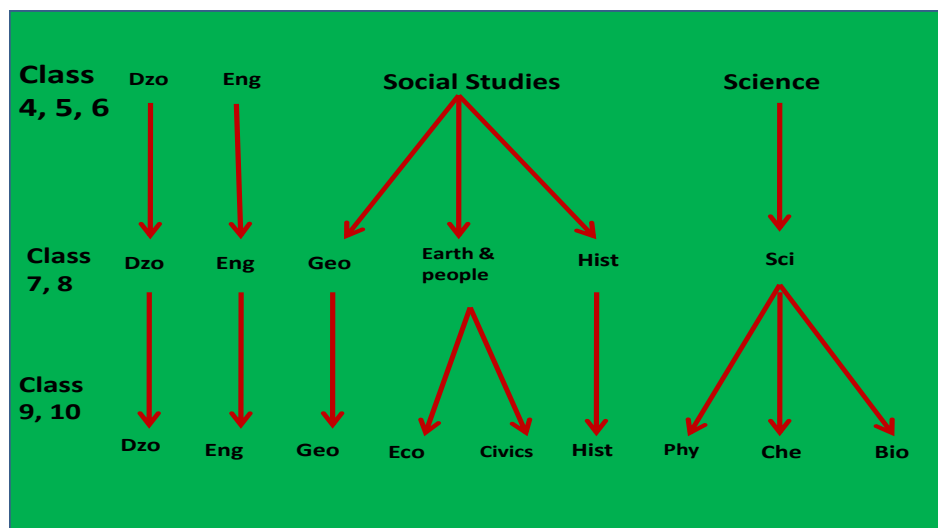 Class
4, 5, 6
Dzo
Eng
Social Studies
Science
Class
7, 8
Dzo
Eng
Geo
Earth &
people
Hist
Sci
Class
9, 10
Dzo
Eng
Geo
Eco
Civics
Hist
Phy
Che
Bio